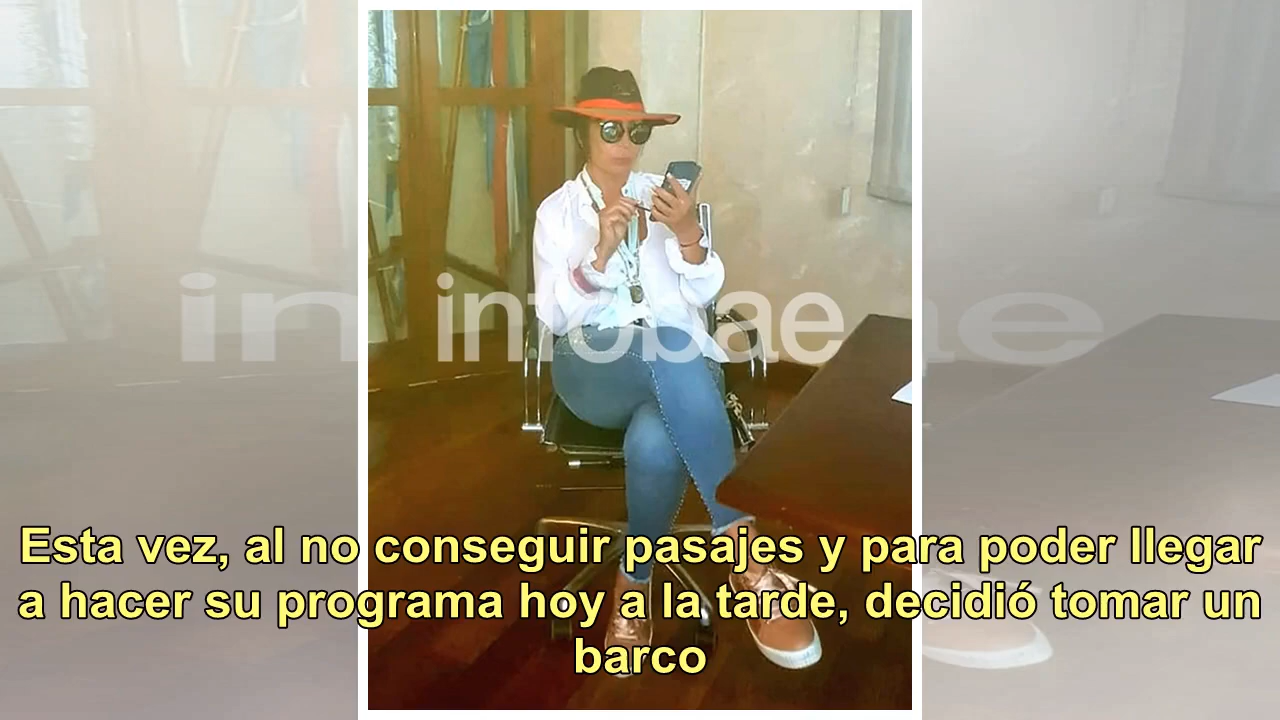 infobae
Esta vez, al no conseguir pasajes y para poder llegar
a hacer su programa hoy a la tarde, decidió tomar un
barco